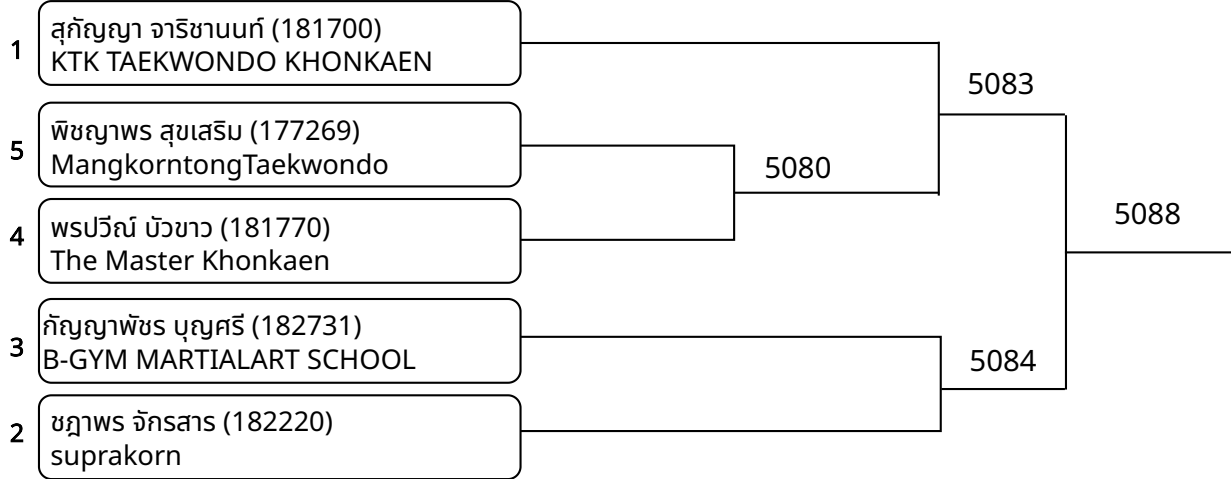 1
สุกัญญา จาริชานนท์ (181700)
KTK TAEKWONDO KHONKAEN
5083
5
พิชญาพร สุขเสริม (177269)
MangkorntongTaekwondo
5080
4
พรปวีณ์ บัวขาว (181770)
The Master Khonkaen
5088
3
กัญญาพัชร บุญศรี (182731)
B-GYM MARTIALART SCHOOL
5084
2
ชฎาพร จักรสาร (182220)
suprakorn